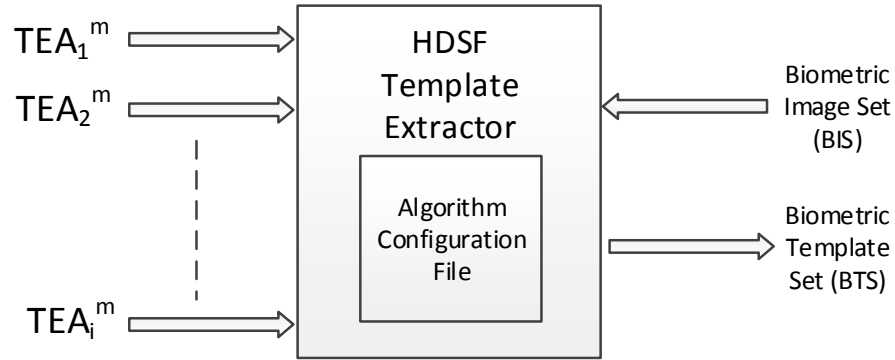 TEA₁ᵐ
TEA₂ᵐ
TEAᵢᵐ
HDSF
Template
Extractor
Algorithm
Configuration
File
Biometric
Image Set
(BIS)
Biometric
Template
Set (BTS)